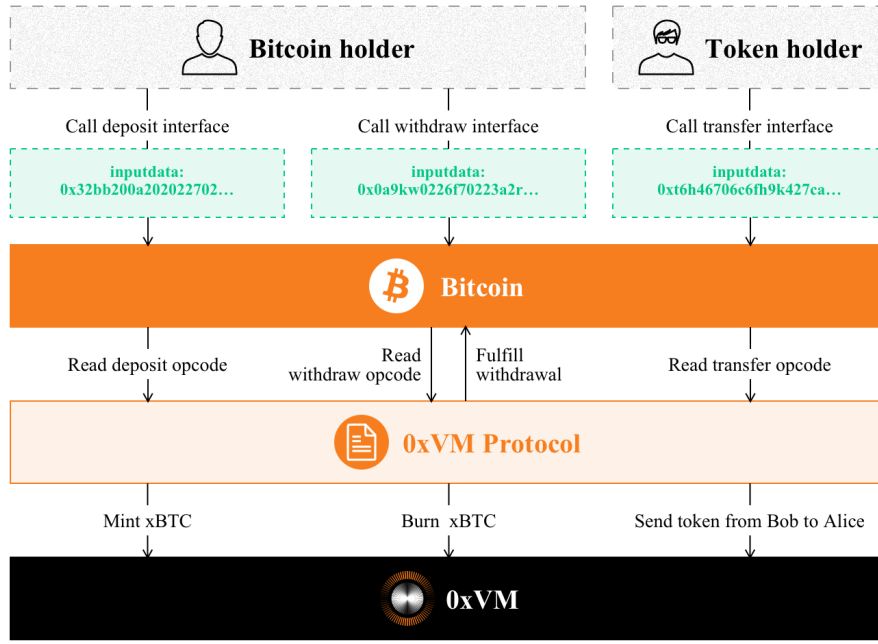 Bitcoin holder
Token holder
Call deposit interface
Call withdraw interface
Call transfer interface
inputdata:
0x32bb200a202022702...
inputdata:
0x0a9kw0226f70223a2r...
inputdata:
0xt6h46706c6fh9k427ca...
Bitcoin
Read deposit opcode
Read
withdraw opcode
Fulfill
withdrawal
Read transfer opcode
0xVM Protocol
Mint xBTC
Burn xBTC
Send token from Bob to Alice
0xVM